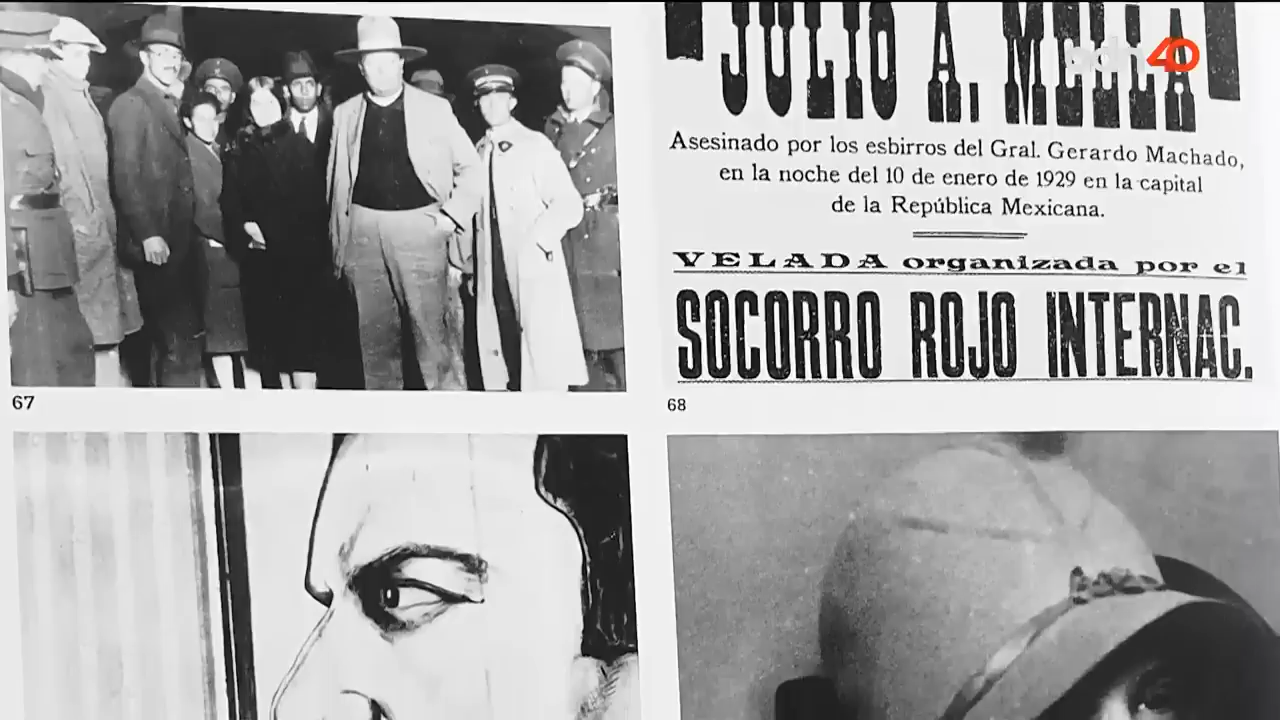 JULIO A. MELLA
adn40
Asesinado por los esbirros del Gral. Gerardo Machado,
en la noche del 10 de enero de 1929 en la capital
de la República Mexicana.
VELADA organizada por el
SOCORRO ROJO INTERNAC.
67
68